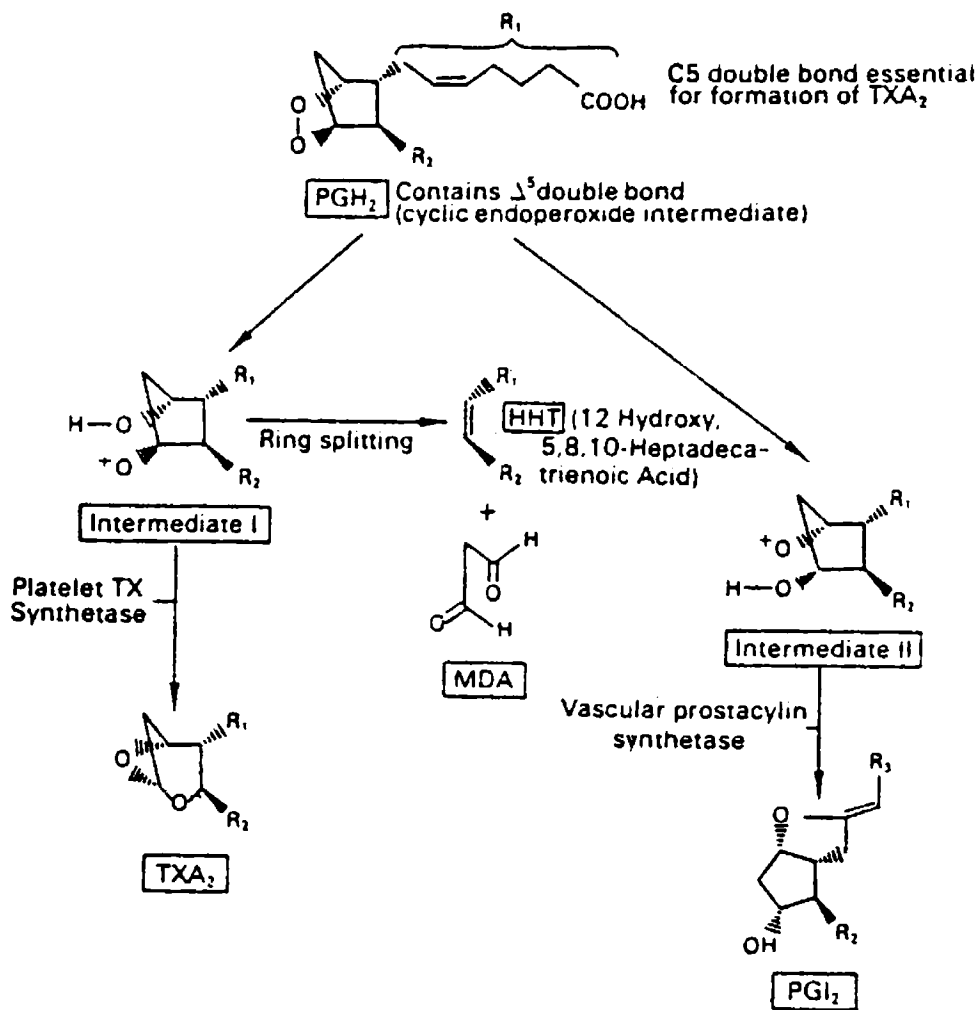 R₁
COOH
C5 double bond essential
for formation of TXA₂
O
O
R₂
PGH₂ Contains Δ⁵double bond
(cyclic endoperoxide intermediate)
H–O
⁺O
R₁
R₂
Intermediate I
Ring splitting
R₁
R₂
HHT (12 Hydroxy,
5,8,10-Heptadeca-
trienoic Acid)
+
H
O
O
H
MDA
⁺O
H–O
R₁
R₂
Intermediate II
Platelet TX
Synthetase
O
O
R₁
R₂
TXA₂
Vascular prostacylin
synthetase
R₃
O
OH
R₂
PGI₂